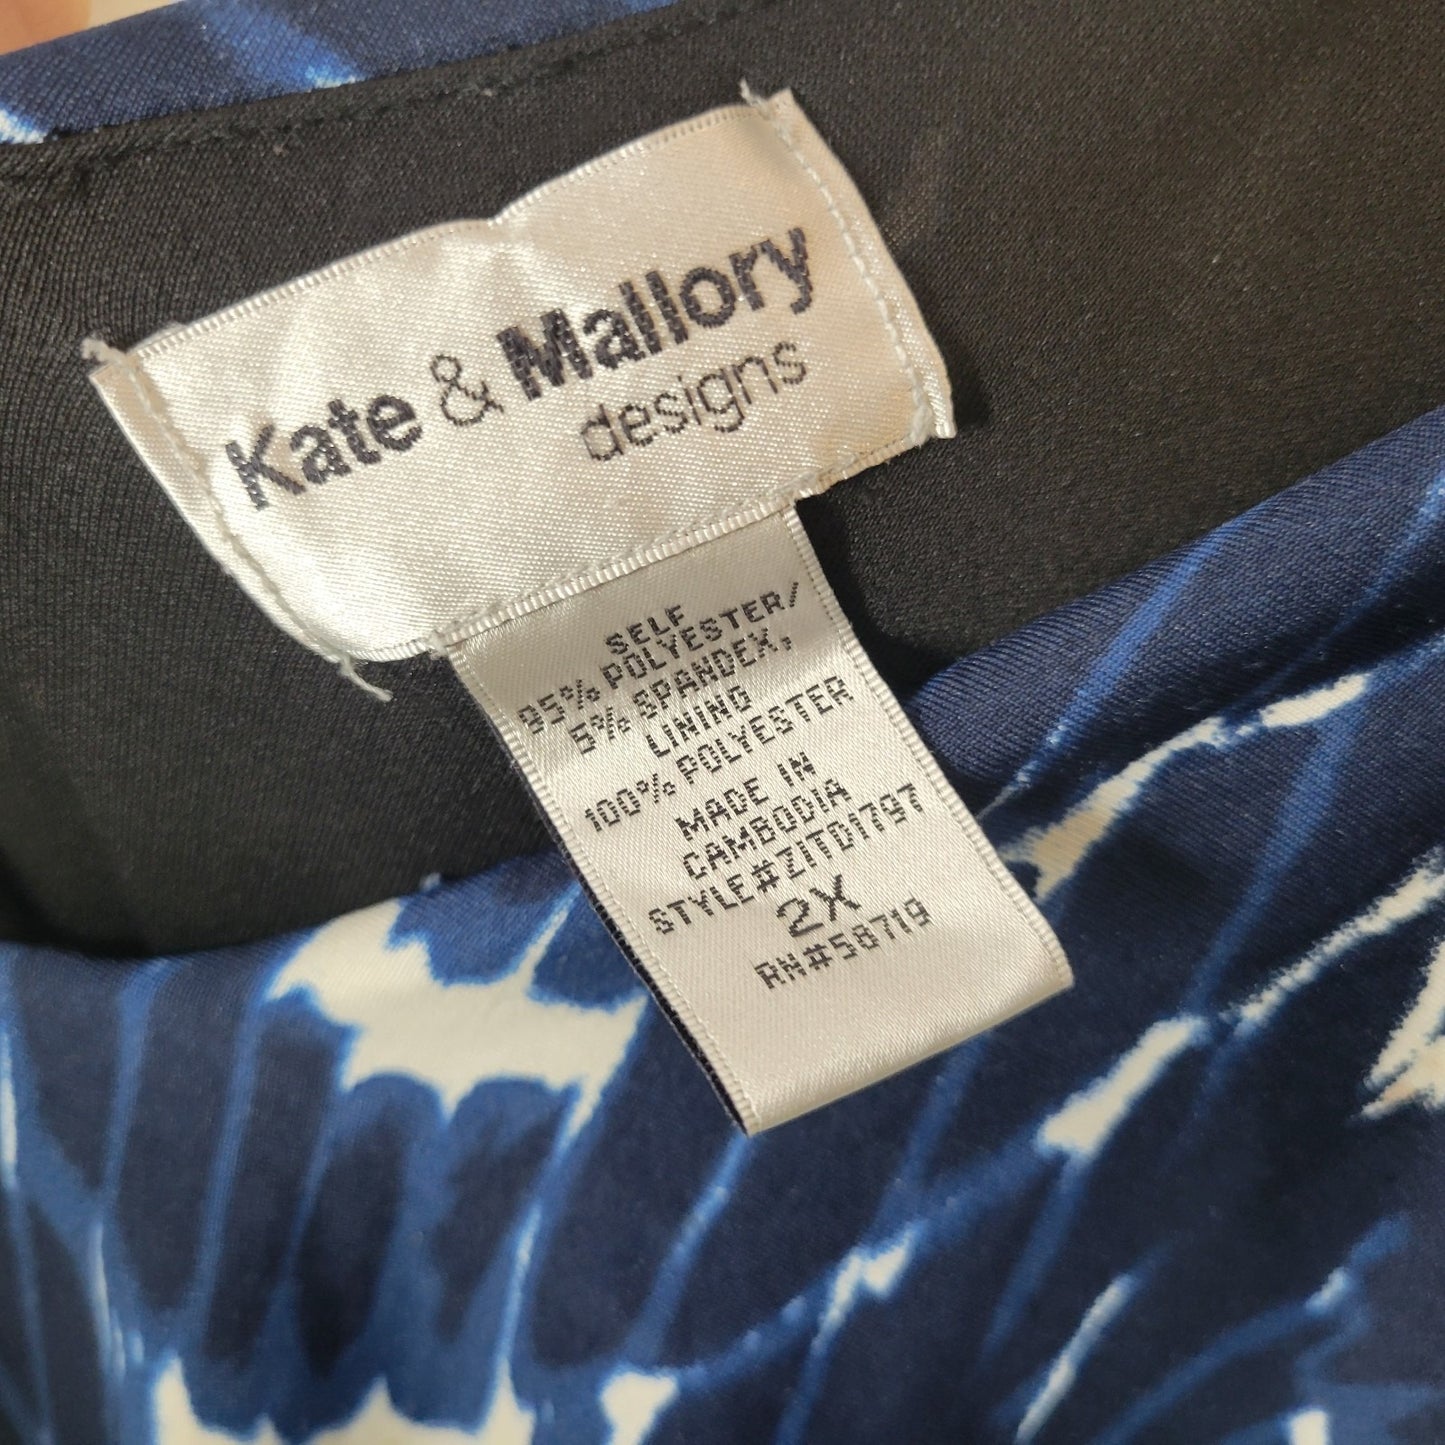 Kate & Mallory
designs
SELF
95% POLYESTER/
5% SPANDEX,
LINING
100% POLYESTER
MADE IN
CAMBODIA
STYLE#ZITD1797
2X
RN#58719